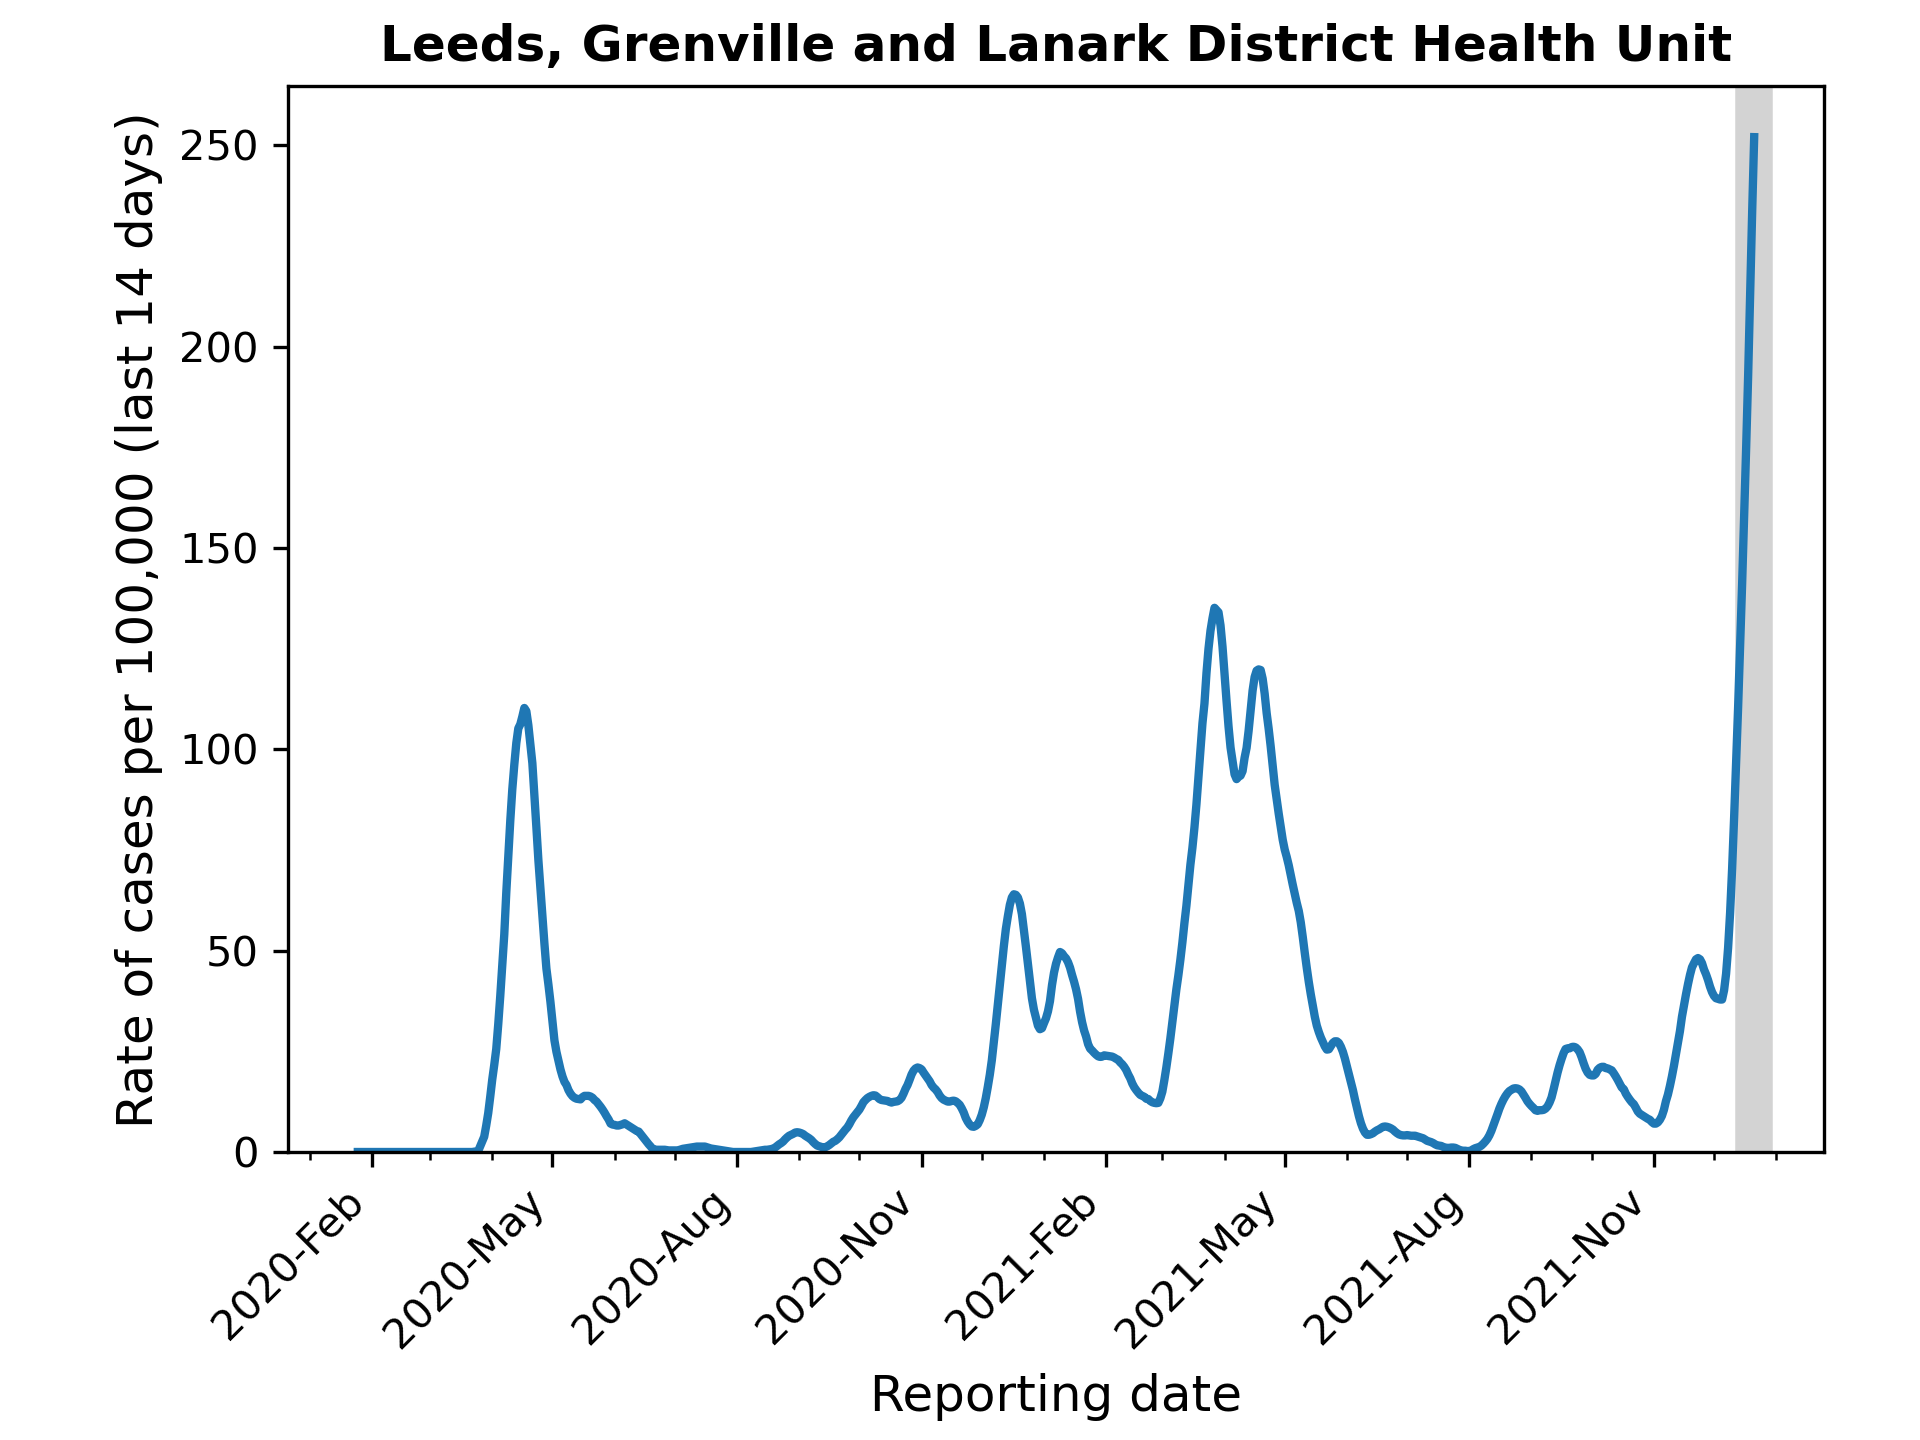 Leeds, Grenville and Lanark District Health Unit
Rate of cases per 100,000 (last 14 days)
250
200
150
100
50
0
2020-Feb
2020-May
2020-Aug
2020-Nov
2021-Feb
2021-May
2021-Aug
2021-Nov
Reporting date